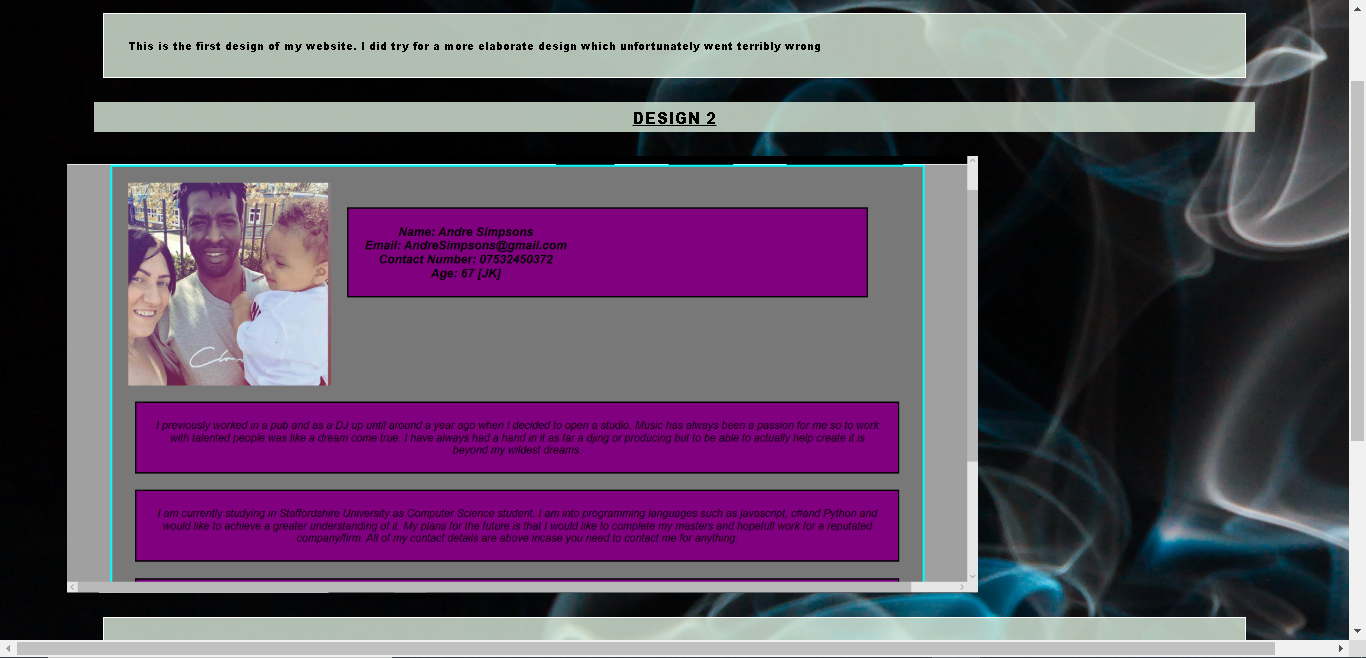 This is the first design of my website. I did try for a more elaborate design which unfortunately went terribly wrong
DESIGN 2
Name: Andre Simpsons
Email: AndreSimpsons@gmail.com
Contact Number: 07532450372
Age: 67 [JK]
I previously worked in a pub and as a DJ up until around a year ago when I decided to open a studio. Music has always been a passion for me so to work
with talented people was like a dream come true. I have always had a hand in it as far a djing or producing but to be able to actually help create it is
beyond my wildest dreams.
I am currently studying in Staffordshire University as Computer Science student. I am into programming languages such as javascript, c#and Python and
would like to achieve a greater understanding of it. My plans for the future is that I would like to complete my masters and hopefull work for a reputated
company/firm. All of my contact details are above incase you need to contact me for anything.